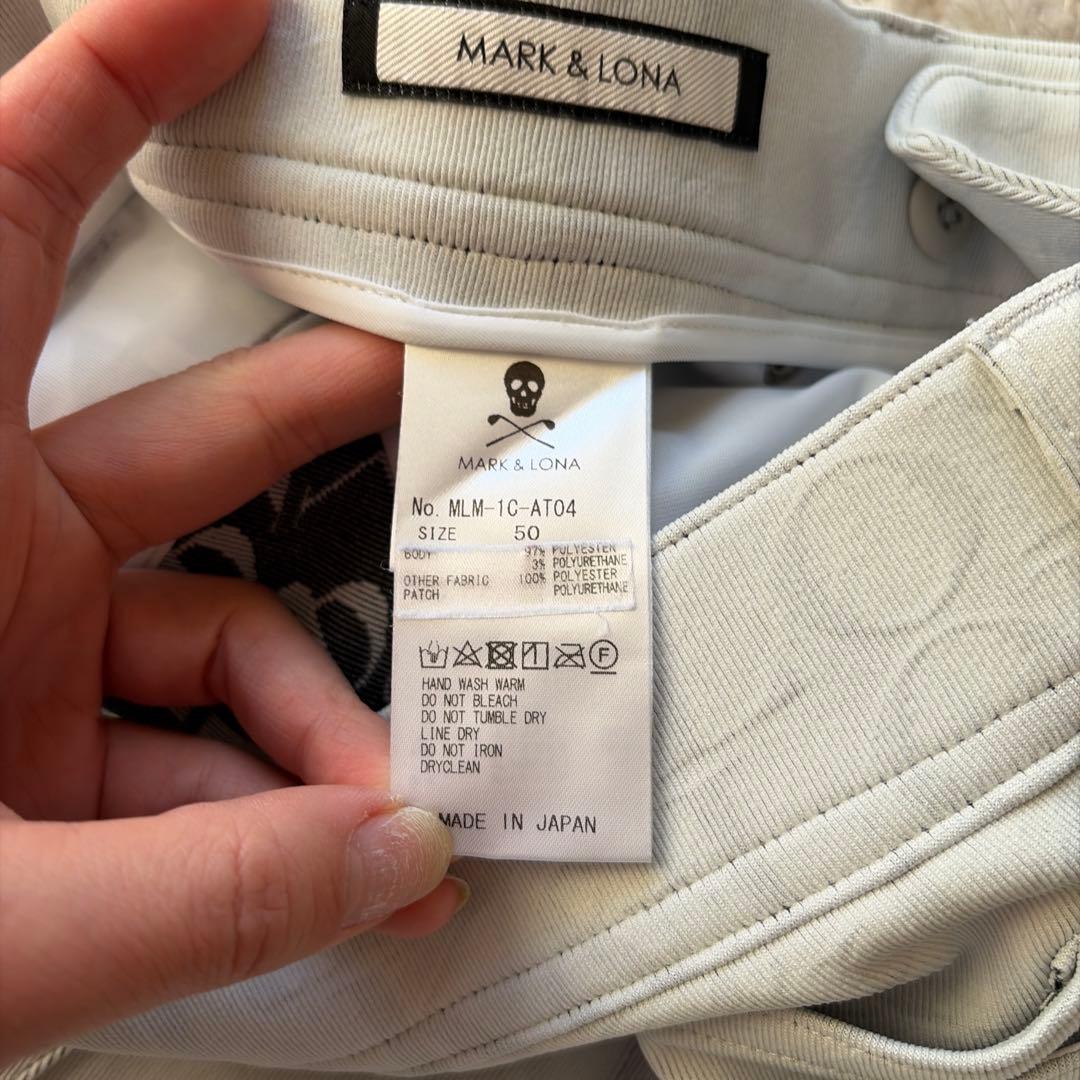 MARK & LONA
MARK & LONA
No. MLM-1C-AT04
SIZE 50
BODY 97% POLYESTER
3% POLYURETHANE
OTHER FABRIC 100% POLYESTER
PATCH POLYURETHANE
F
HAND WASH WARM
DO NOT BLEACH
DO NOT TUMBLE DRY
LINE DRY
DO NOT IRON
DRYCLEAN
MADE IN JAPAN